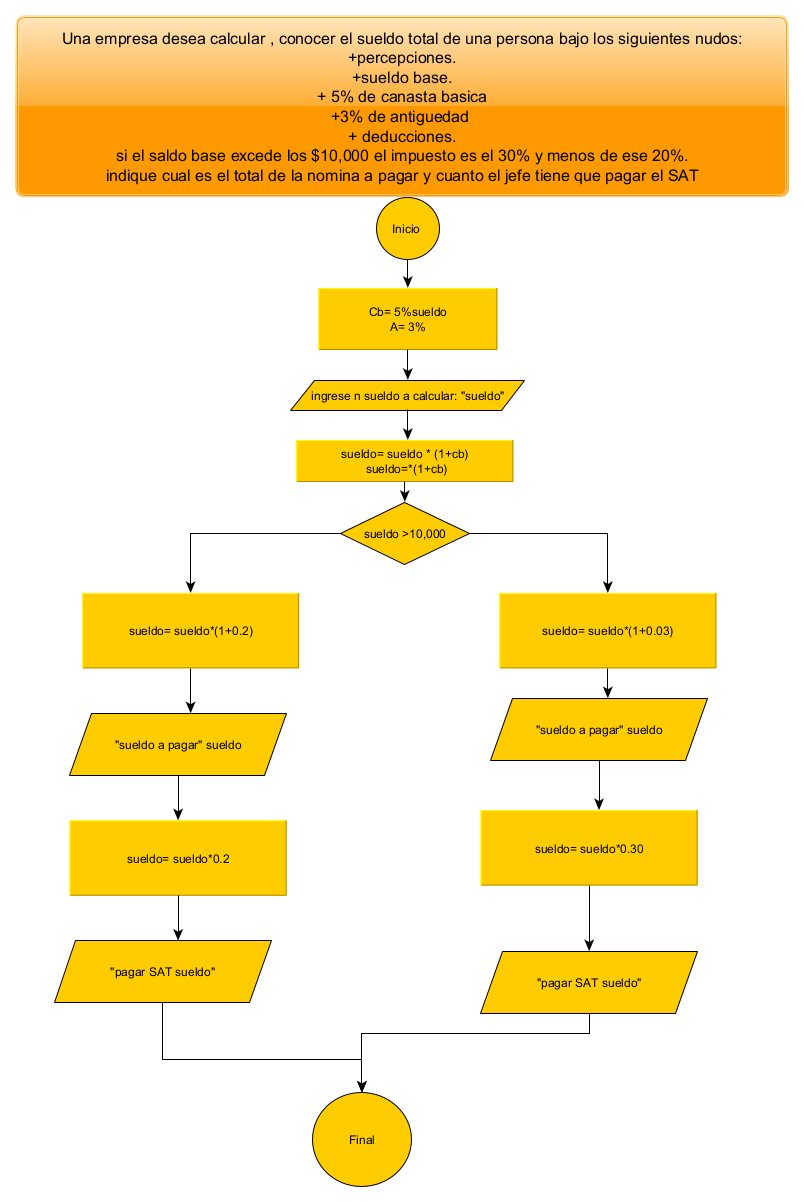 Una empresa desea calcular , conocer el sueldo total de una persona bajo los siguientes nudos:
+percepciones.
+sueldo base.
+ 5% de canasta basica
+3% de antiguedad
+ deducciones.
si el saldo base excede los $10,000 el impuesto es el 30% y menos de ese 20%.
indique cual es el total de la nomina a pagar y cuanto el jefe tiene que pagar el SAT
Inicio
Cb= 5%sueldo
A= 3%
ingrese n sueldo a calcular: "sueldo"
sueldo= sueldo * (1+cb)
sueldo=*(1+cb)
sueldo >10,000
sueldo= sueldo*(1+0.2)
sueldo= sueldo*(1+0.03)
"sueldo a pagar" sueldo
"sueldo a pagar" sueldo
sueldo= sueldo*0.2
sueldo= sueldo*0.30
"pagar SAT sueldo"
"pagar SAT sueldo"
Final